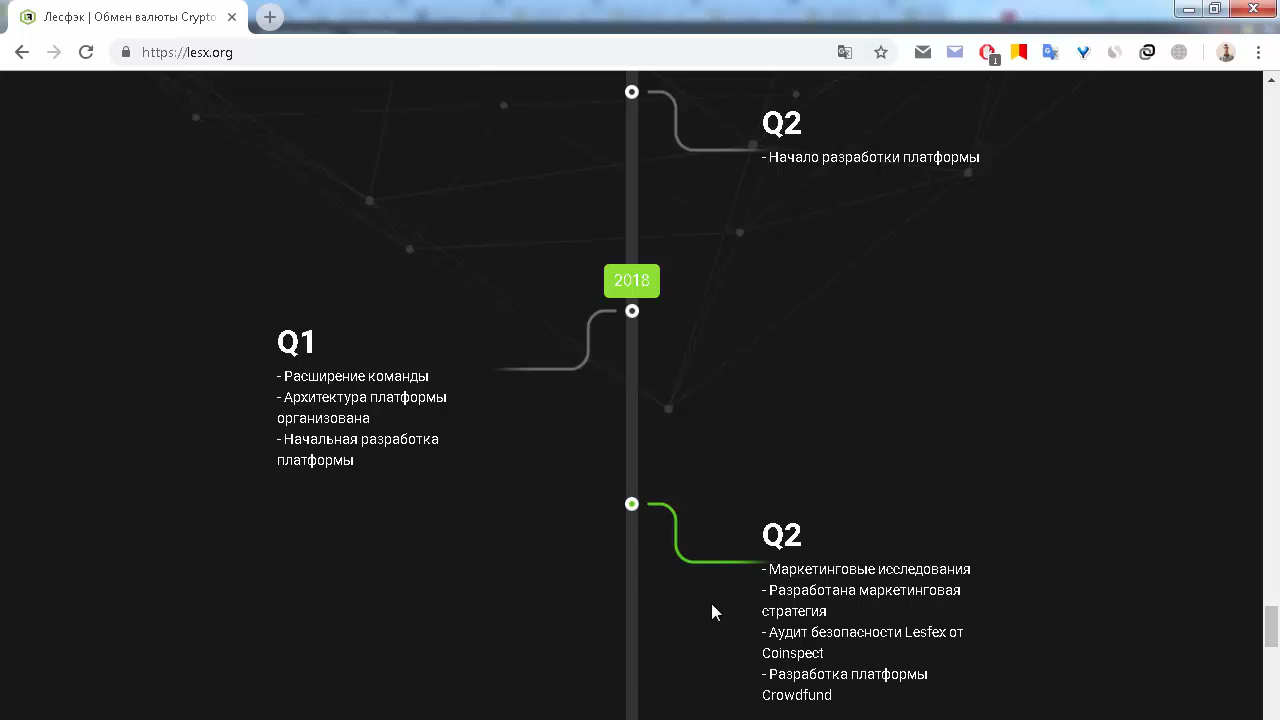 Лесфэк | Обмен валюты Crypto
https://lesx.org
1
Q2
- Начало разработки платформы
2018
Q1
- Расширение команды
- Архитектура платформы
организована
- Начальная разработка
платформы
Q2
- Маркетинговые исследования
- Разработана маркетинговая
стратегия
- Аудит безопасности Lesfex от
Coinspect
- Разработка платформы
Crowdfund